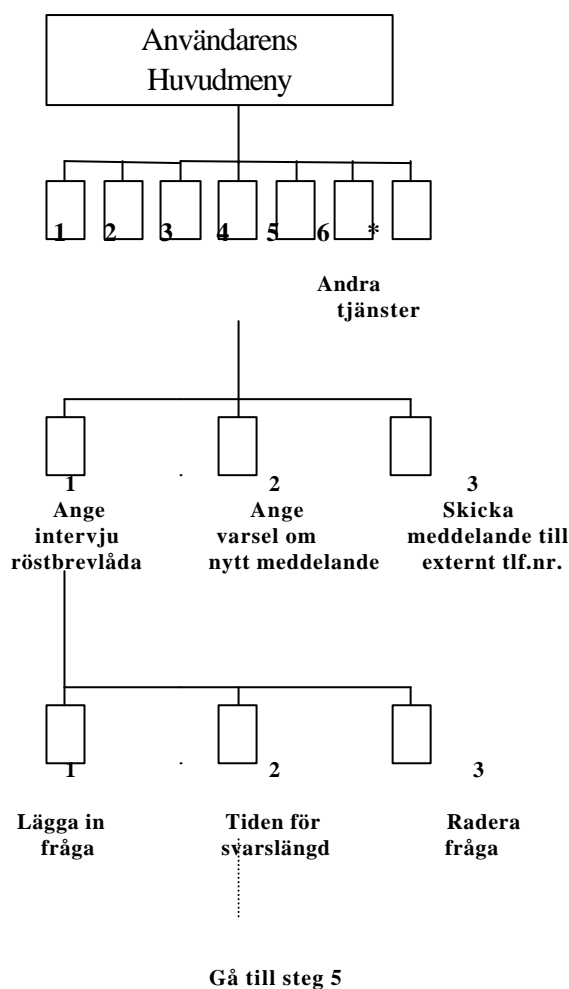 Användarens
Huvudmeny
1 2 3 4 5 6 *
Andra
tjänster
1 2 3
Ange Ange Skicka
intervju varsel om meddelande till
röstbrevlåda nytt meddelande externt tlf.nr.
1 2 3
Lägga in Tiden för Radera
fråga svarslängd fråga
Gå till steg 5